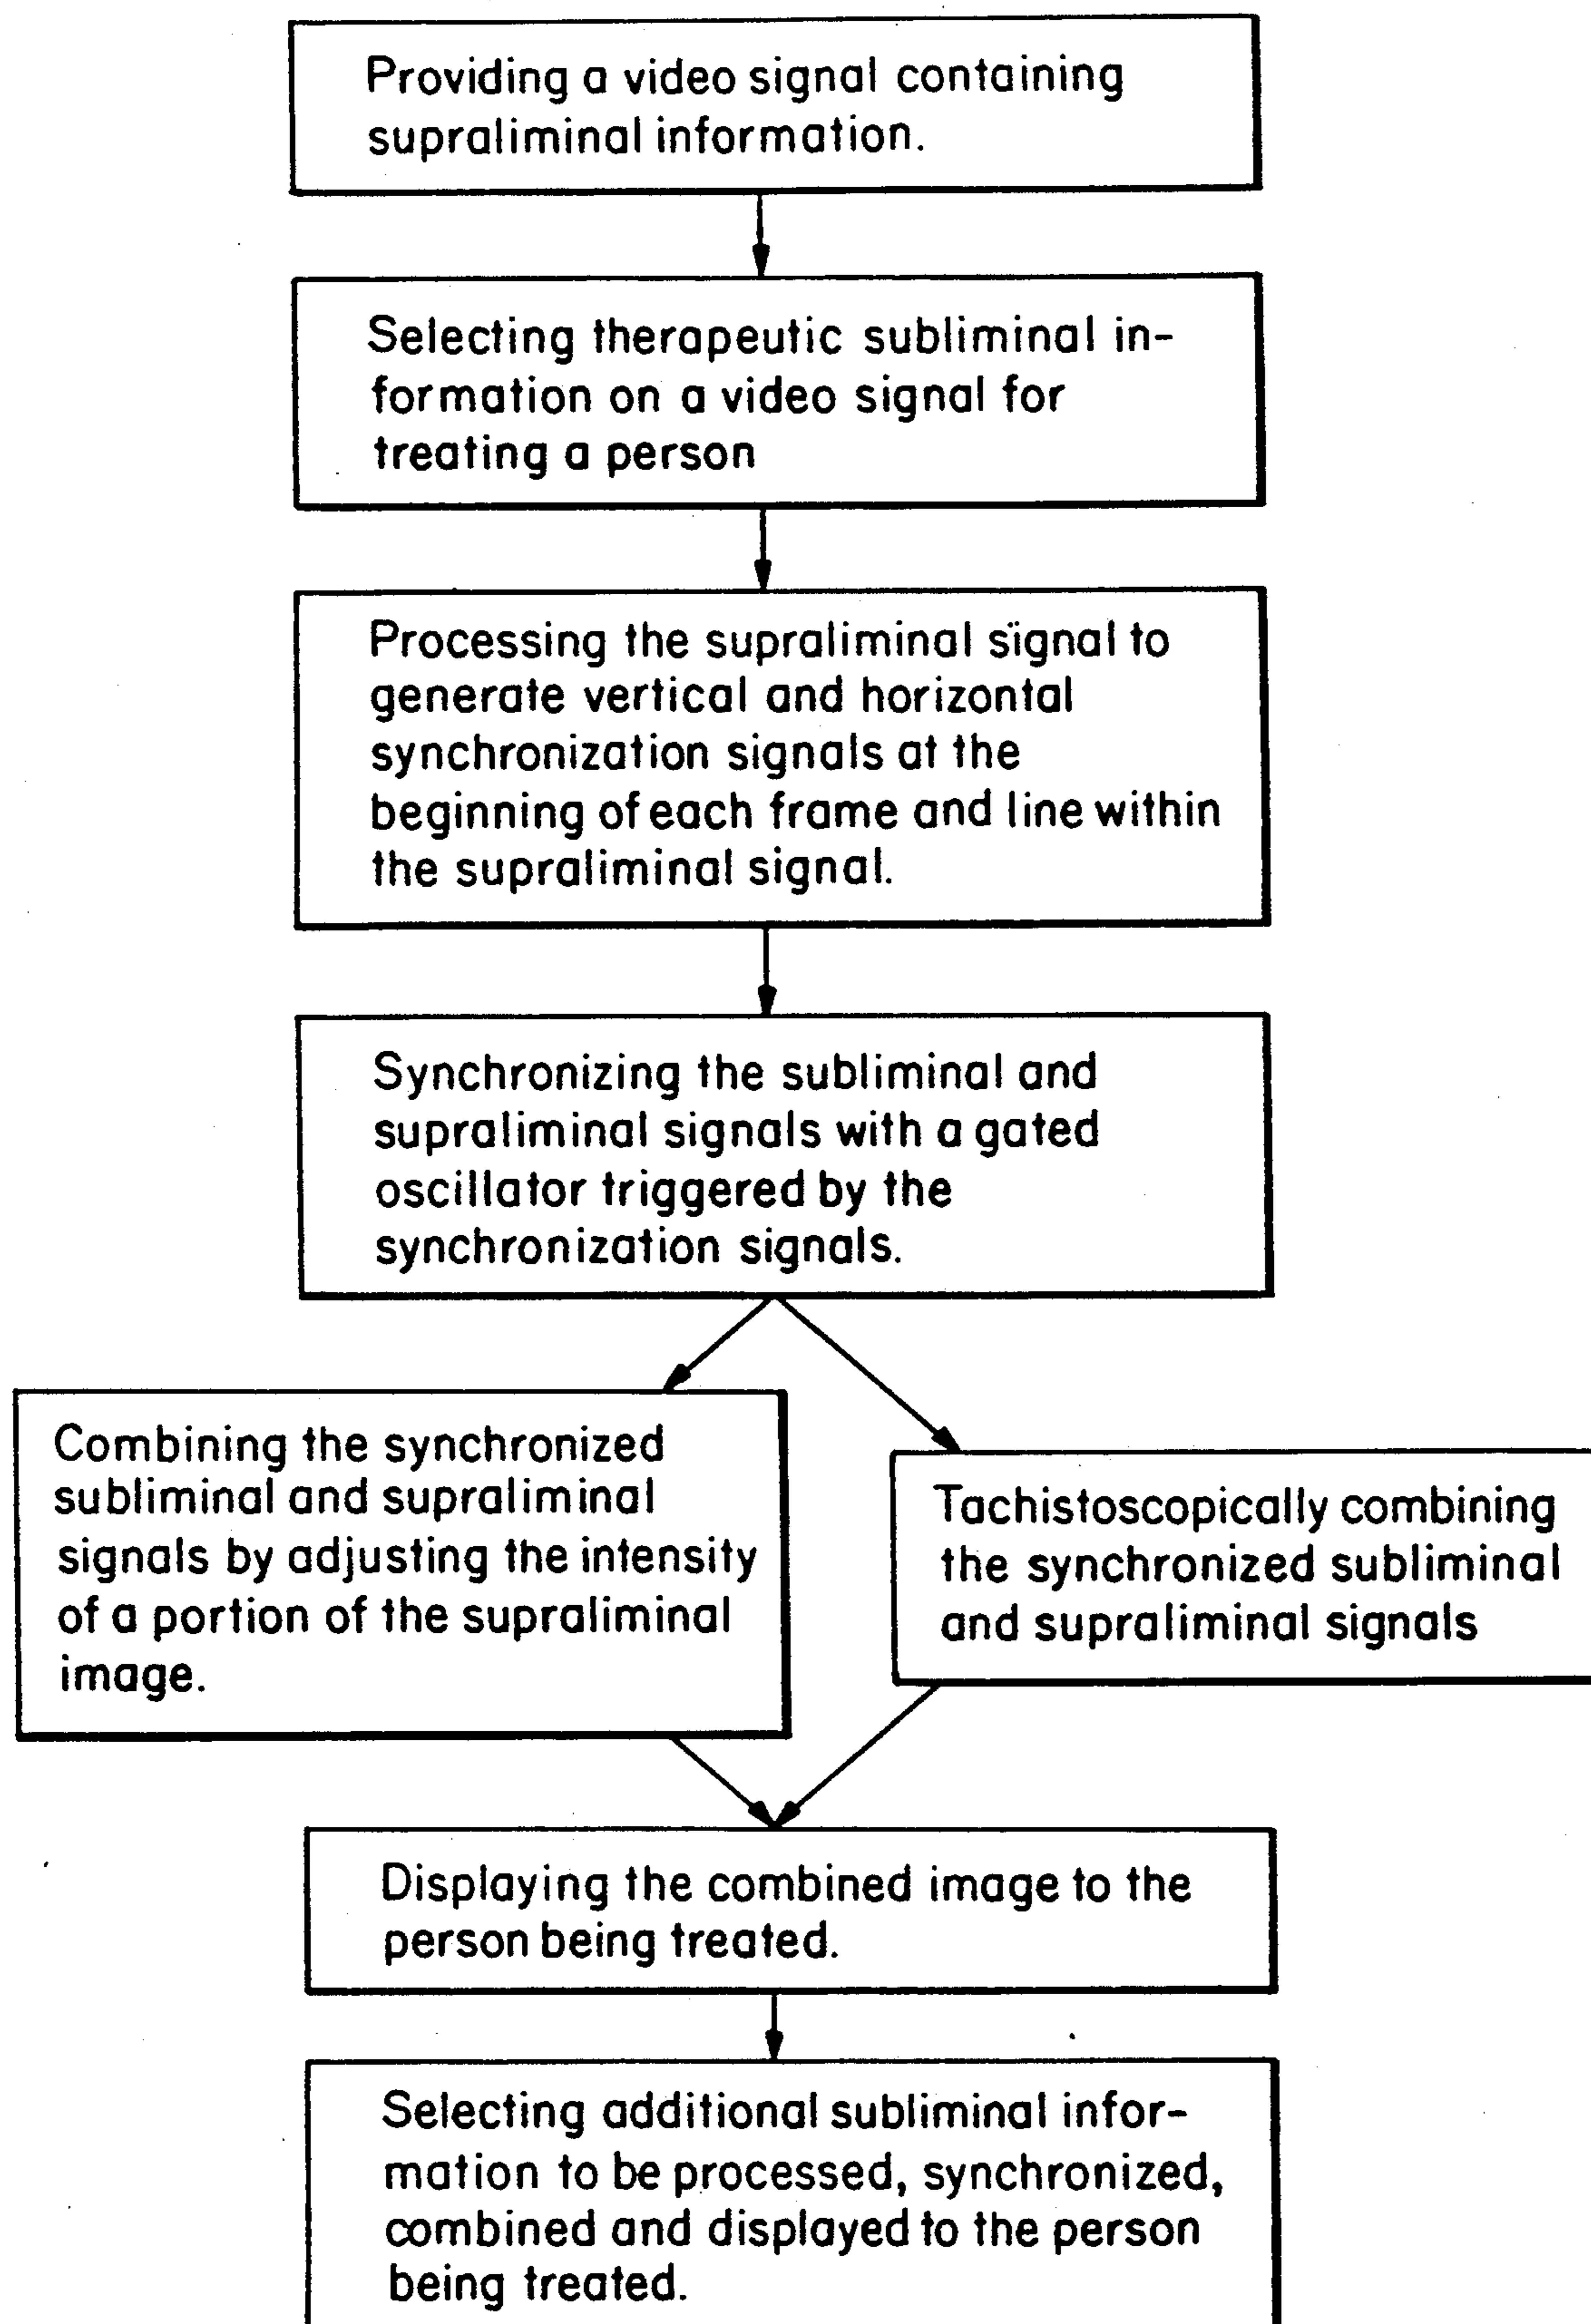 Providing a video signal containing
supraliminal information.
Selecting therapeutic subliminal in-
formation on a video signal for
treating a person
Processing the supraliminal signal to
generate vertical and horizontal
synchronization signals at the
beginning of each frame and line within
the supraliminal signal.
Synchronizing the subliminal and
supraliminal signals with a gated
oscillator triggered by the
synchronization signals.
Combining the synchronized
subliminal and supraliminal
signals by adjusting the intensity
of a portion of the supraliminal
image.
Tachistoscopically combining
the synchronized subliminal
and supraliminal signals
Displaying the combined image to the
person being treated.
Selecting additional subliminal infor-
mation to be processed, synchronized,
combined and displayed to the person
being treated.